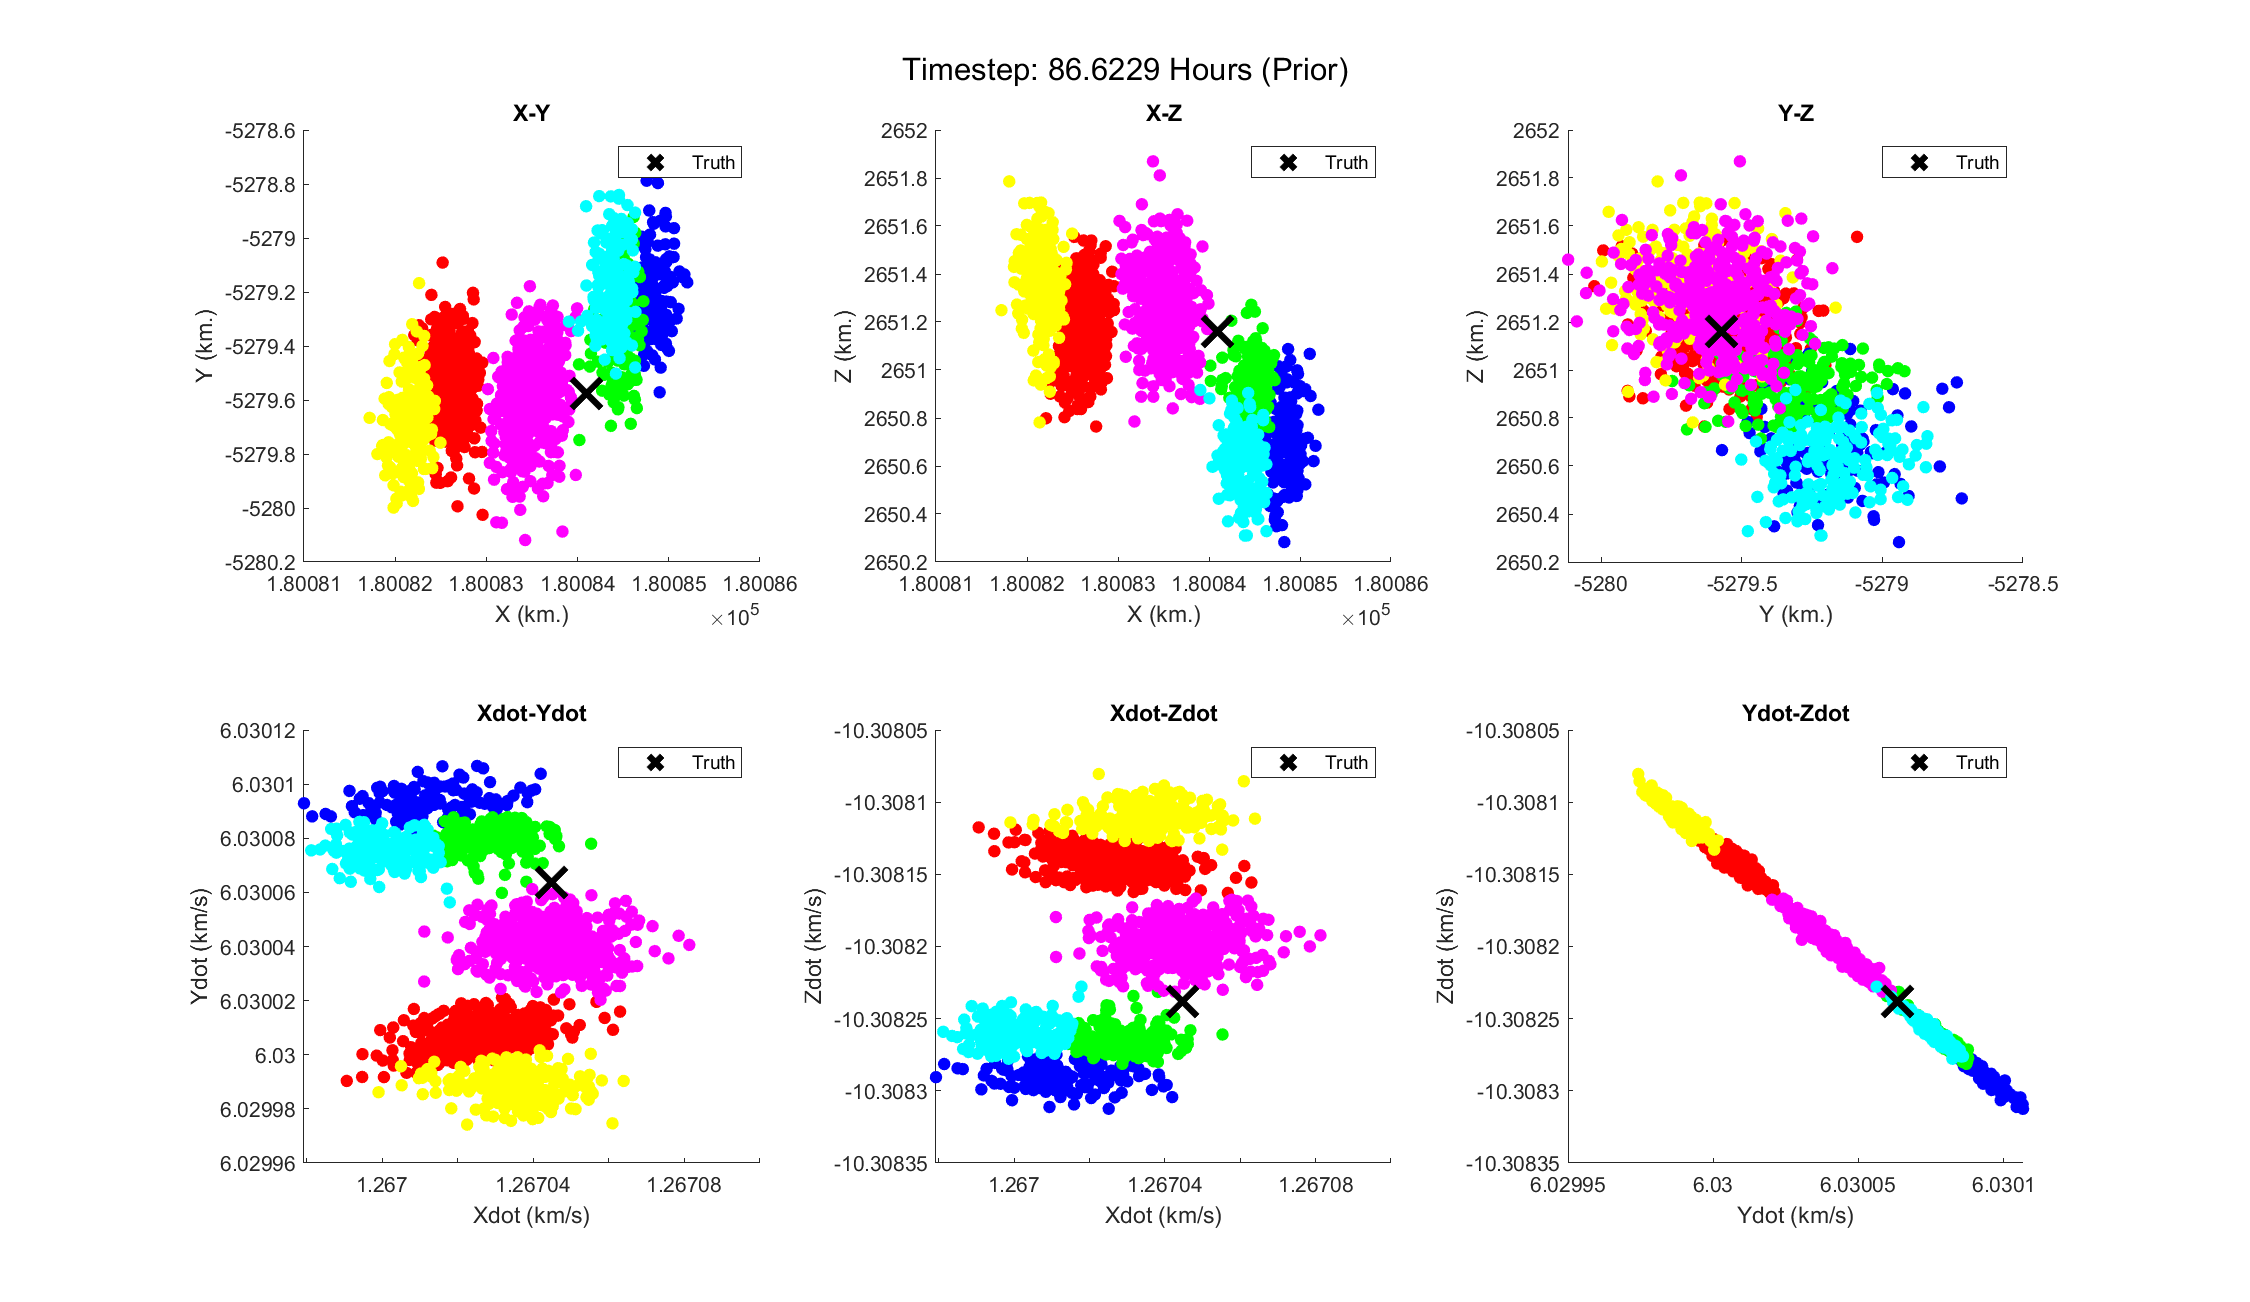 Timestep: 86.6229 Hours (Prior)
X-Y
-5278.6
-5278.8
-5279
-5279.2
-5279.4
-5279.6
-5279.8
-5280
-5280.2
Y (km.)
Truth
1.80081 1.80082 1.80083 1.80084 1.80085 1.80086
X (km.)
×10^5
X-Z
2652
2651.8
2651.6
2651.4
2651.2
2651
2650.8
2650.6
2650.4
2650.2
Z (km.)
Truth
1.80081 1.80082 1.80083 1.80084 1.80085 1.80086
X (km.)
×10^5
Y-Z
2652
2651.8
2651.6
2651.4
2651.2
2651
2650.8
2650.6
2650.4
2650.2
Z (km.)
Truth
-5280 -5279.5 -5279 -5278.5
Y (km.)
Xdot-Ydot
6.03012
6.0301
6.03008
6.03006
6.03004
6.03002
6.03
6.02998
6.02996
Ydot (km/s)
Truth
1.267 1.26704 1.26708
Xdot (km/s)
Xdot-Zdot
-10.30805
-10.3081
-10.30815
-10.3082
-10.30825
-10.3083
-10.30835
Zdot (km/s)
Truth
1.267 1.26704 1.26708
Xdot (km/s)
Ydot-Zdot
-10.30805
-10.3081
-10.30815
-10.3082
-10.30825
-10.3083
-10.30835
Zdot (km/s)
Truth
6.02995 6.03 6.03005 6.0301
Ydot (km/s)